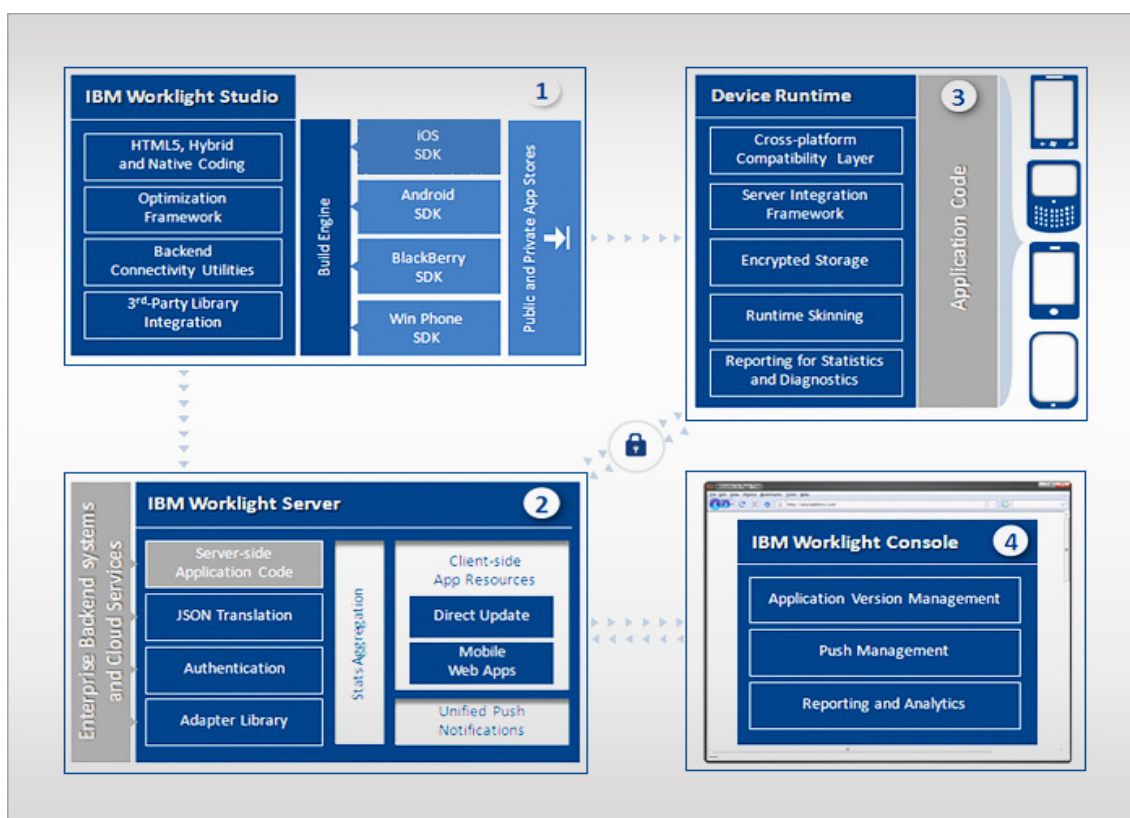 IBM Worklight Studio
1
HTML5, Hybrid
and Native Coding
Optimization
Framework
Backend
Connectivity Utilities
3rd-Party Library
Integration
Build Engine
iOS
SDK
Android
SDK
BlackBerry
SDK
Win Phone
SDK
Public and Private App Stores
Device Runtime
3
Cross-platform
Compatibility Layer
Server Integration
Framework
Encrypted Storage
Runtime Skinning
Reporting for Statistics
and Diagnostics
Application Code
Enterprise Backend systems
and Cloud Services
IBM Worklight Server
2
Server-side
Application Code
JSON Translation
Authentication
Adapter Library
Stats Aggregation
Client-side
App Resources
Direct Update
Mobile
Web Apps
Unified Push
Notifications
IBM Worklight Console
4
Application Version Management
Push Management
Reporting and Analytics